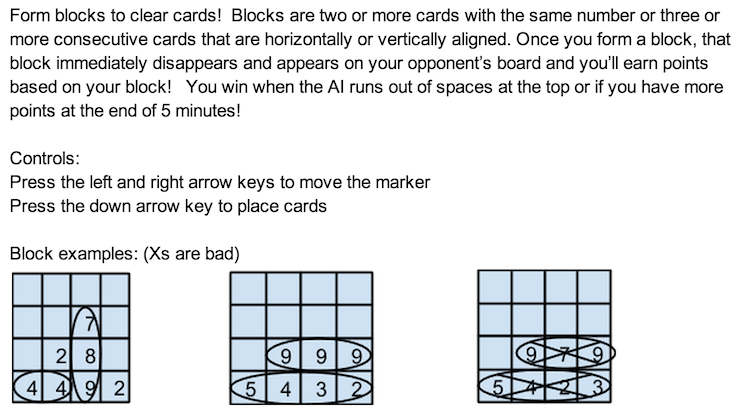 Form blocks to clear cards!  Blocks are two or more cards with the same number or three or
more consecutive cards that are horizontally or vertically aligned. Once you form a block, that
block immediately disappears and appears on your opponent's board and you'll earn points
based on your block!   You win when the AI runs out of spaces at the top or if you have more
points at the end of 5 minutes!
Controls:
Press the left and right arrow keys to move the marker
Press the down arrow key to place cards
Block examples: (Xs are bad)
7
2 8
4 4 9 2
9 9 9
5 4 3 2
9 7 9
5 4 2 3